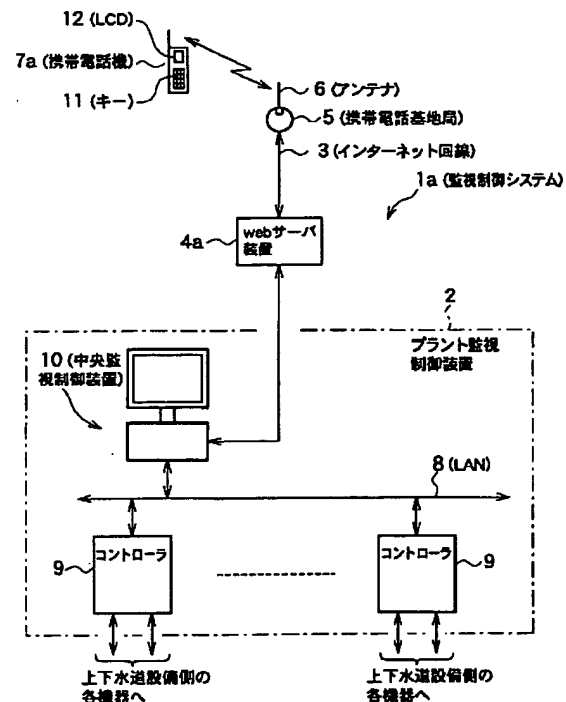 12 (LCD)
7a (携帯電話機)
11 (キー)
6 (アンテナ)
5 (携帯電話基地局)
3 (インターネット回線)
1a (監視制御システム)
4a
webサーバ
装置
2
プラント監視
制御装置
10 (中央監
視制御装置)
8 (LAN)
コントローラ
9
コントローラ
9
上下水道設備側の
各機器へ
上下水道設備側の
各機器へ